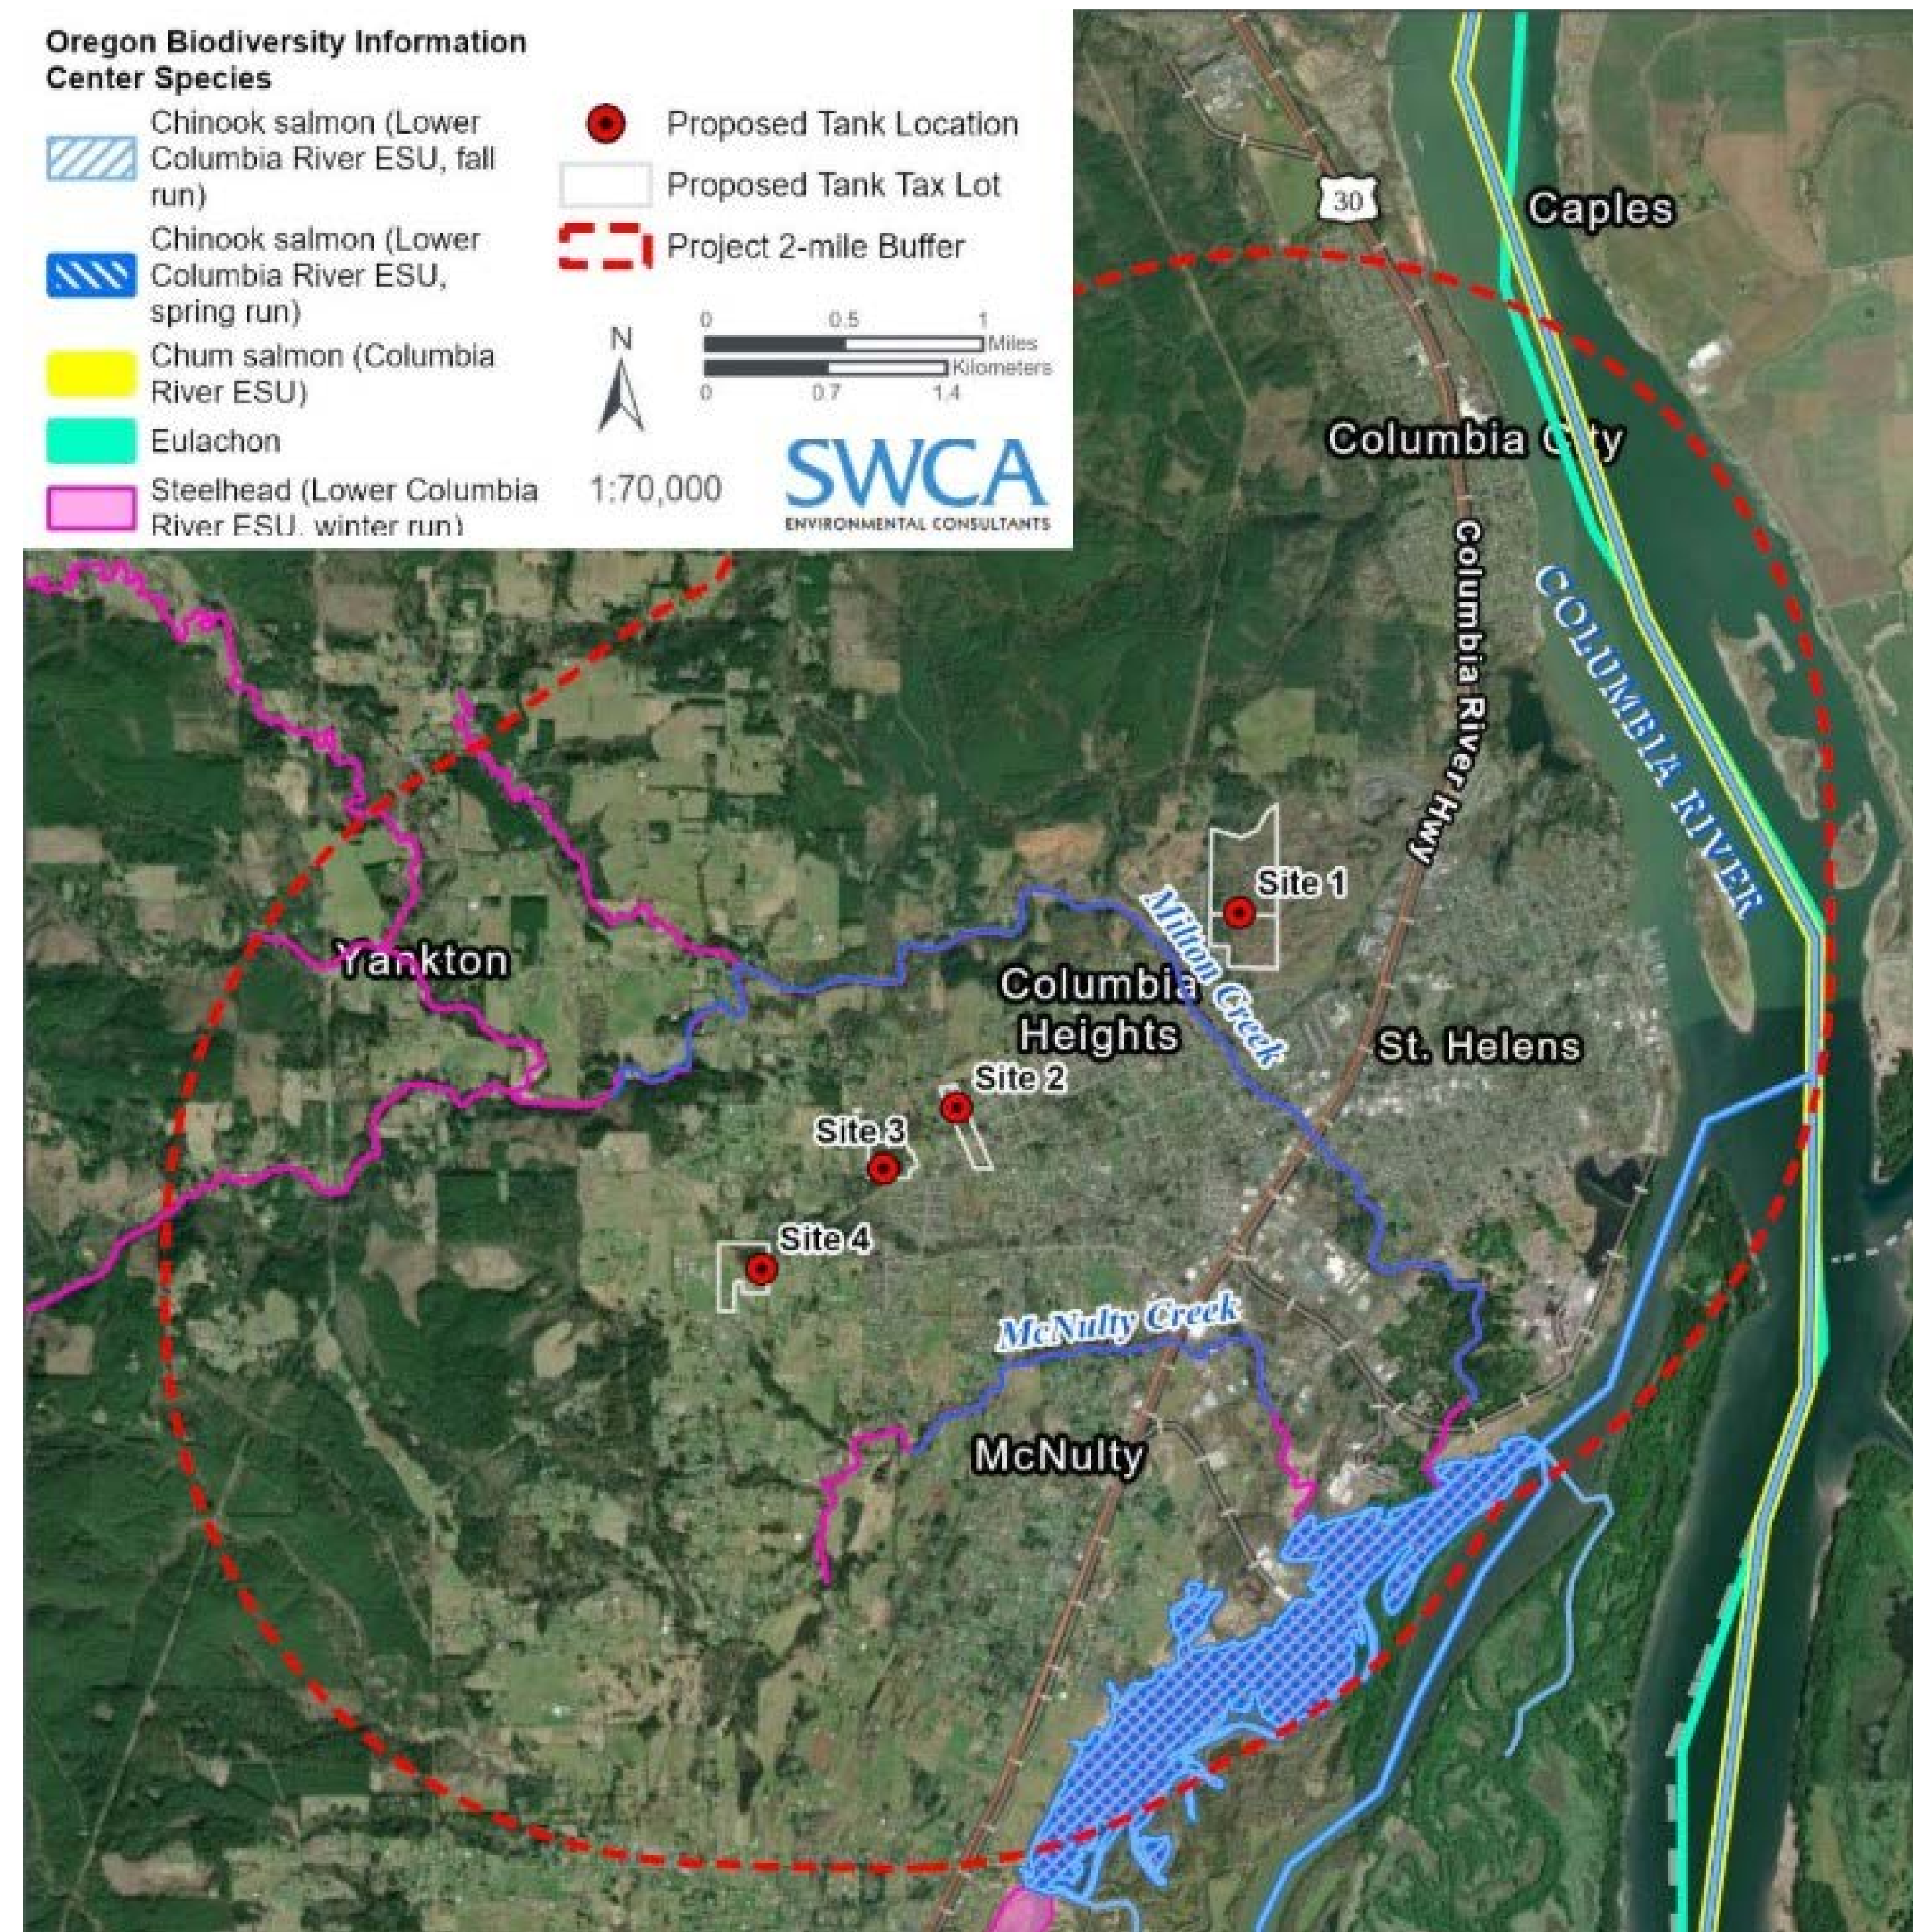 Oregon Biodiversity Information
Center Species
Chinook salmon (Lower
Columbia River ESU, fall
run)
Chinook salmon (Lower
Columbia River ESU,
spring run)
Chum salmon (Columbia
River ESU)
Eulachon
Steelhead (Lower Columbia
River ESU, winter run)
Proposed Tank Location
Proposed Tank Tax Lot
Project 2-mile Buffer
N
0 0.5 1
Miles
Kilometers
0 0.7 1.4
1:70,000
SWCA
ENVIRONMENTAL CONSULTANTS
30
Caples
Columbia City
Columbia River Hwy
COLUMBIA RIVER
Site 1
Milton Creek
Yankton
Columbia
Heights
St. Helens
Site 2
Site 3
Site 4
McNulty Creek
McNulty